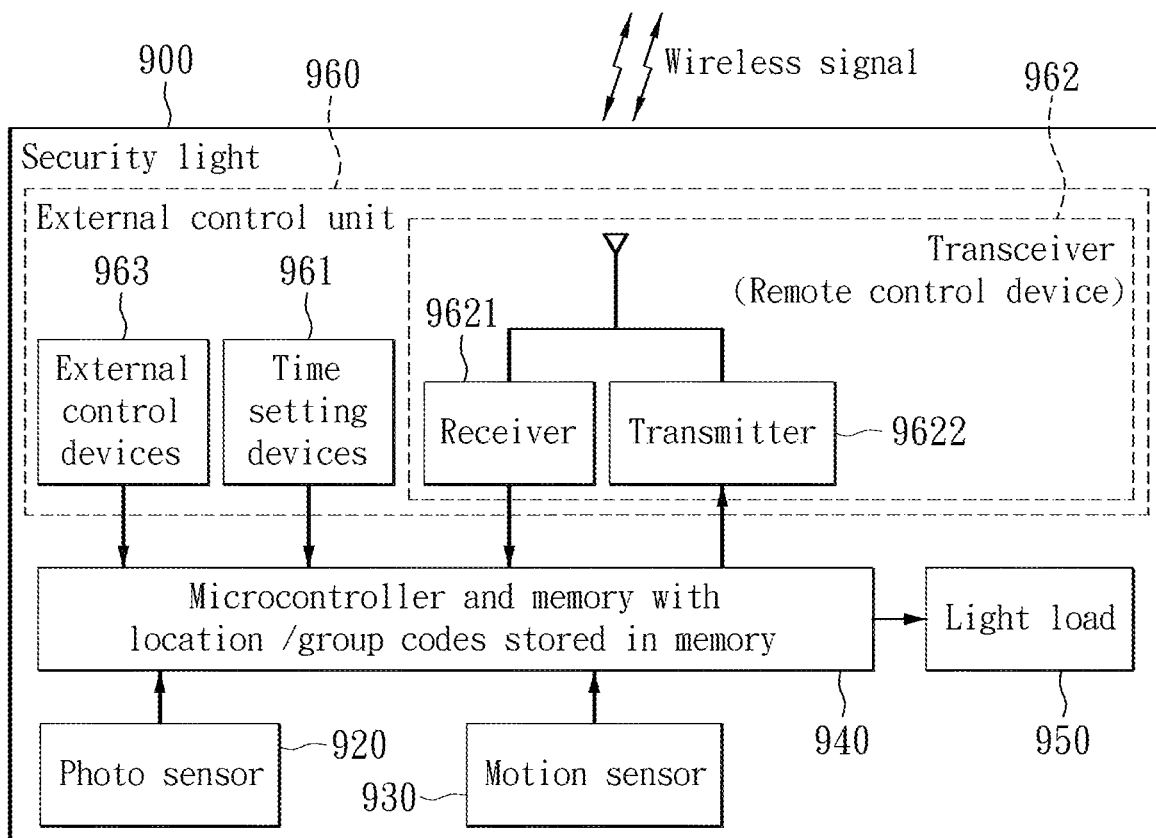 Wireless signal
900
960
962
Security light
External control unit
Transceiver
(Remote control device)
963
961
9621
External
control
devices
Time
setting
devices
Receiver
Transmitter
9622
Microcontroller and memory with
location /group codes stored in memory
Light load
940
950
Photo sensor
920
930
Motion sensor